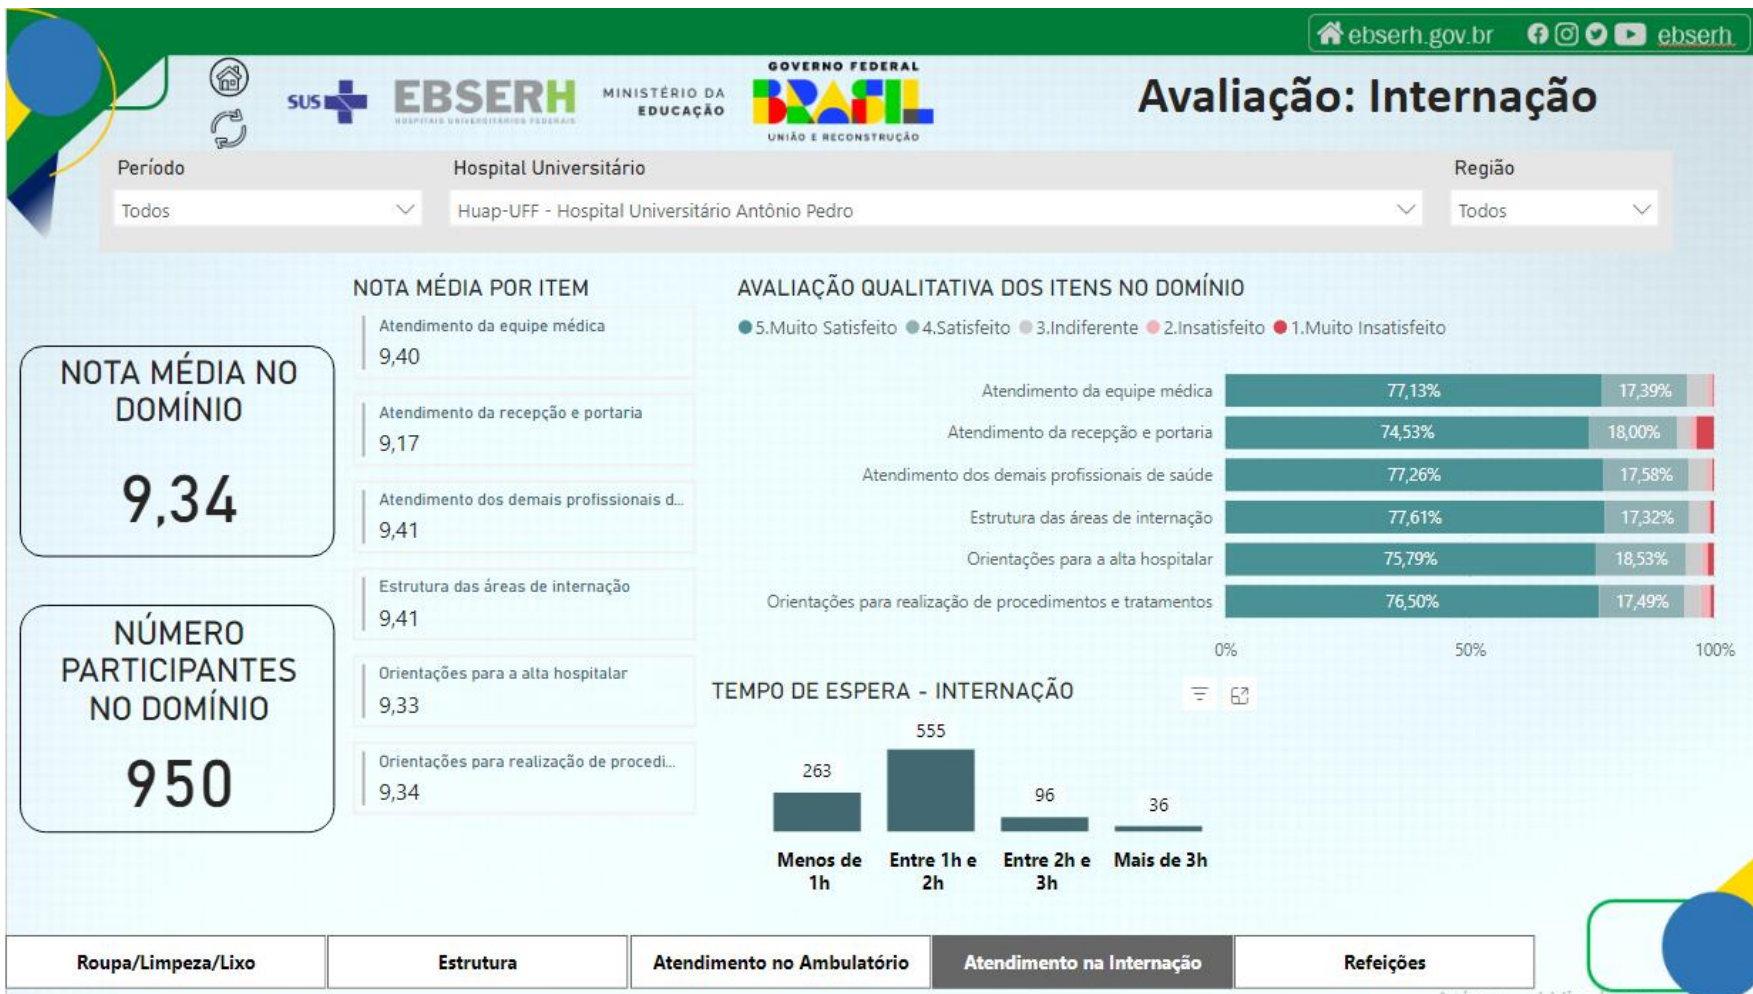 ebserh.gov.br
ebserh
SUS
EBSERH
HOSPITAIS UNIVERSITÁRIOS FEDERAIS
MINISTÉRIO DA
EDUCAÇÃO
GOVERNO FEDERAL
BRASIL
UNIÃO E RECONSTRUÇÃO
Avaliação: Internação
Período
Todos
Hospital Universitário
Huap-UFF - Hospital Universitário Antônio Pedro
Região
Todos
NOTA MÉDIA NO
DOMÍNIO
9,34
NÚMERO
PARTICIPANTES
NO DOMÍNIO
950
NOTA MÉDIA POR ITEM
Atendimento da equipe médica
9,40
Atendimento da recepção e portaria
9,17
Atendimento dos demais profissionais d...
9,41
Estrutura das áreas de internação
9,41
Orientações para a alta hospitalar
9,33
Orientações para realização de procedi...
9,34
AVALIAÇÃO QUALITATIVA DOS ITENS NO DOMÍNIO
5.Muito Satisfeito 4.Satisfeito 3.Indiferente 2.Insatisfeito 1.Muito Insatisfeito
Atendimento da equipe médica 77,13% 17,39%
Atendimento da recepção e portaria 74,53% 18,00%
Atendimento dos demais profissionais de saúde 77,26% 17,58%
Estrutura das áreas de internação 77,61% 17,32%
Orientações para a alta hospitalar 75,79% 18,53%
Orientações para realização de procedimentos e tratamentos 76,50% 17,49%
0% 50% 100%
TEMPO DE ESPERA - INTERNAÇÃO
263
555
96
36
Menos de
1h
Entre 1h e
2h
Entre 2h e
3h
Mais de 3h
Roupa/Limpeza/Lixo
Estrutura
Atendimento no Ambulatório
Atendimento na Internação
Refeições